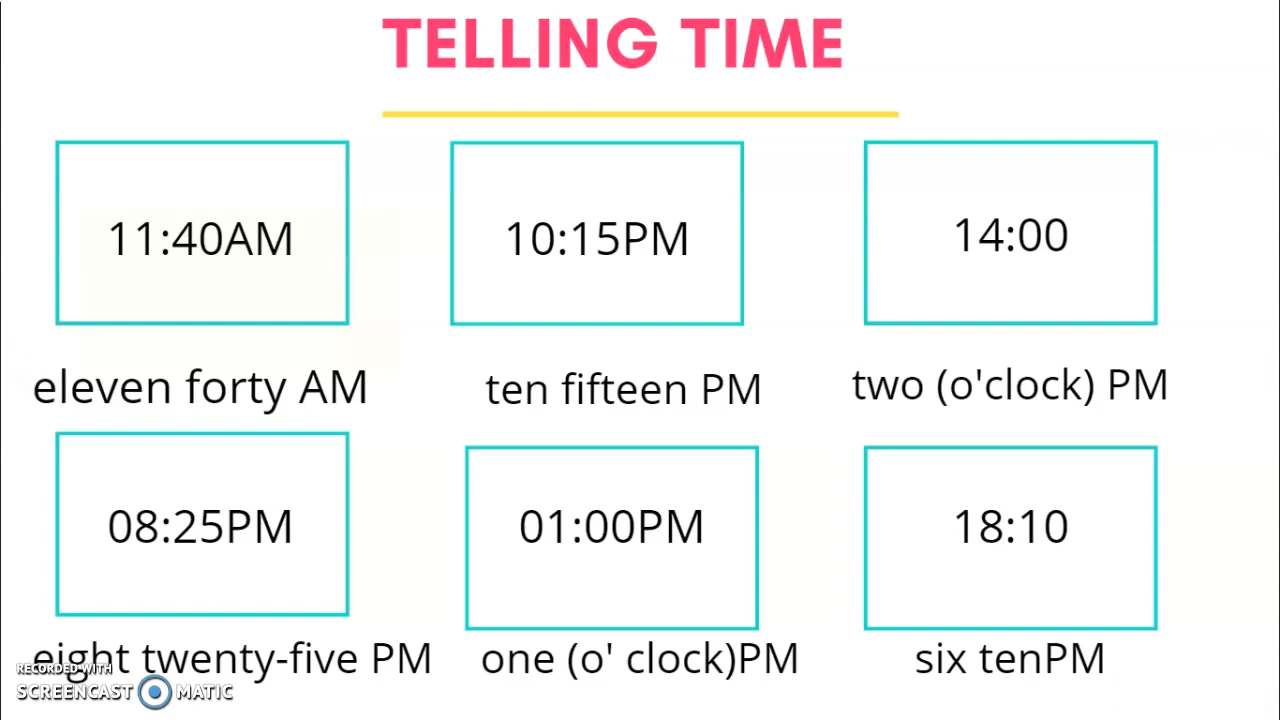 TELLING TIME
11:40AM
10:15PM
14:00
eleven forty AM
ten fifteen PM
two (o'clock) PM
08:25PM
01:00PM
18:10
eight twenty-five PM
one (o' clock)PM
six tenPM
RECORDED WITH
SCREENCAST MATIC